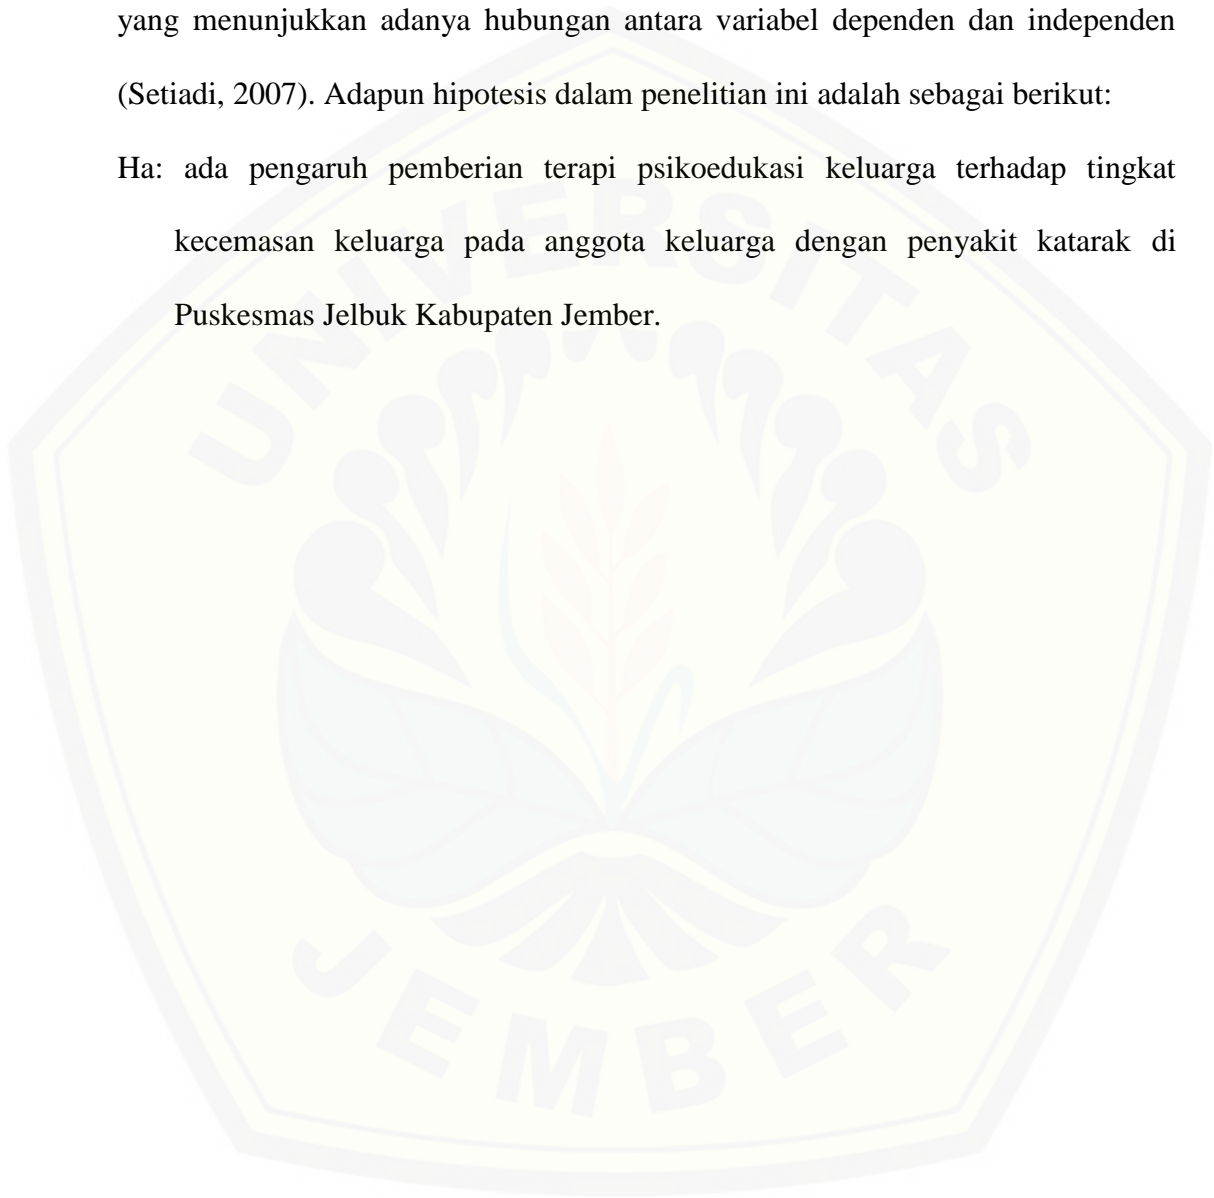 yang menunjukkan adanya hubungan antara variabel dependen dan independen
(Setiadi, 2007). Adapun hipotesis dalam penelitian ini adalah sebagai berikut:
Ha: ada pengaruh pemberian terapi psikoedukasi keluarga terhadap tingkat
kecemasan keluarga pada anggota keluarga dengan penyakit katarak di
Puskesmas Jelbuk Kabupaten Jember.
UNIVERSITAS
JEMBER